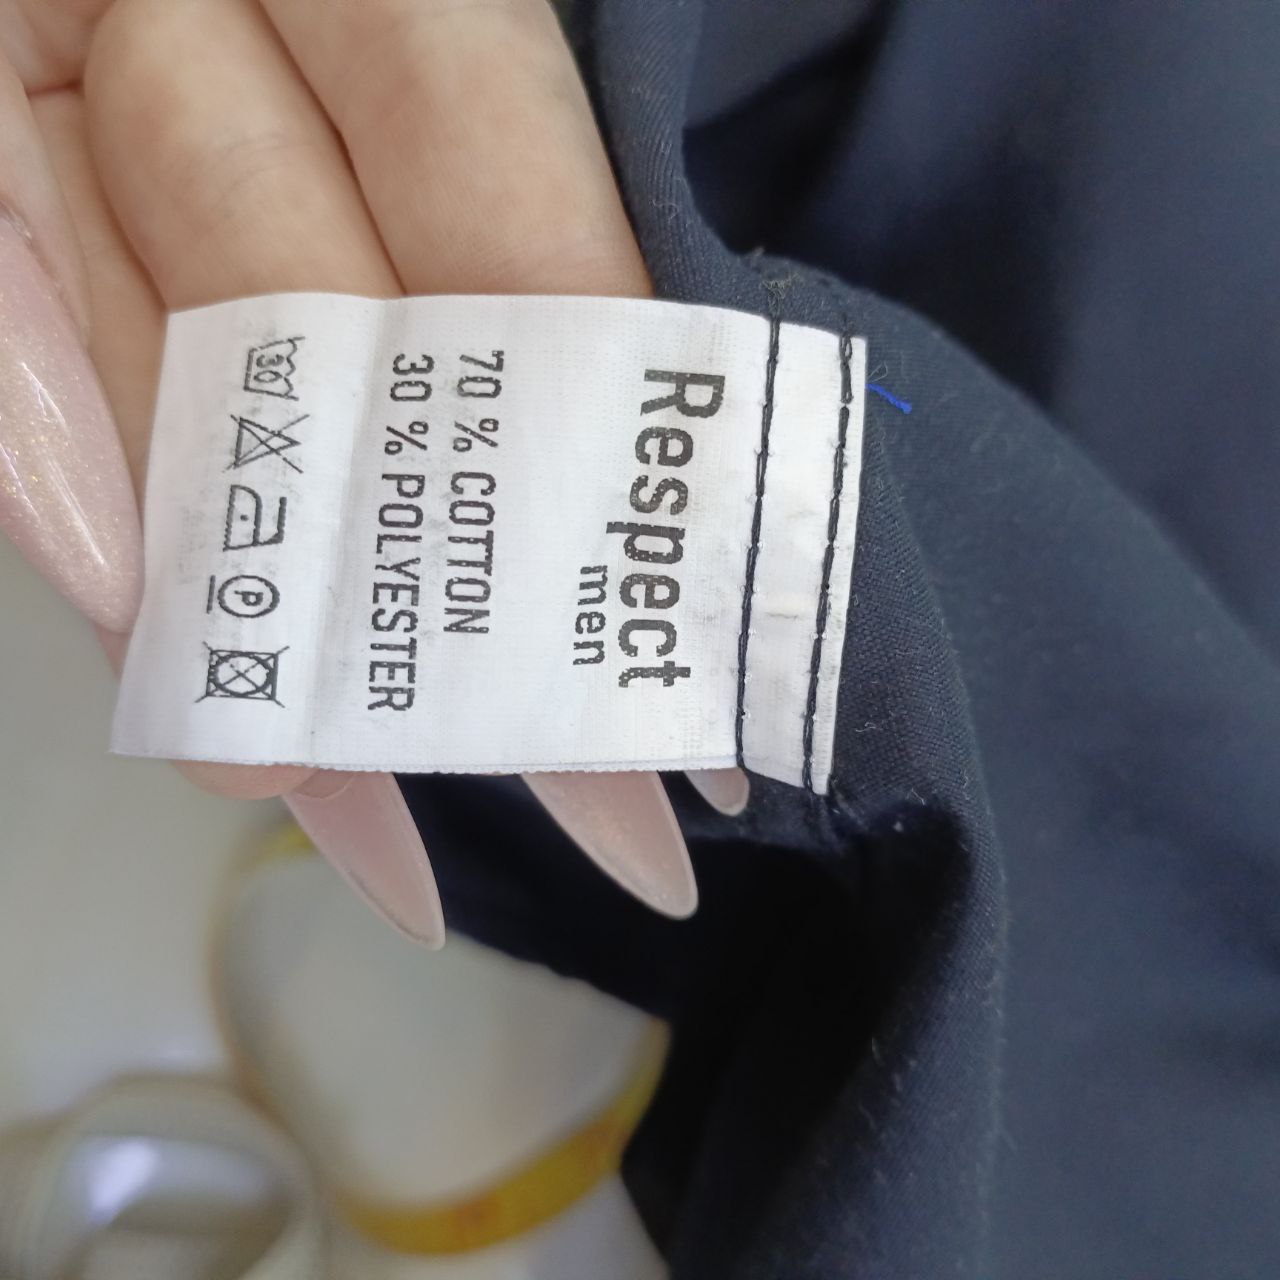 Respect
men
70 % COTTON
30 % POLYESTER
30
P